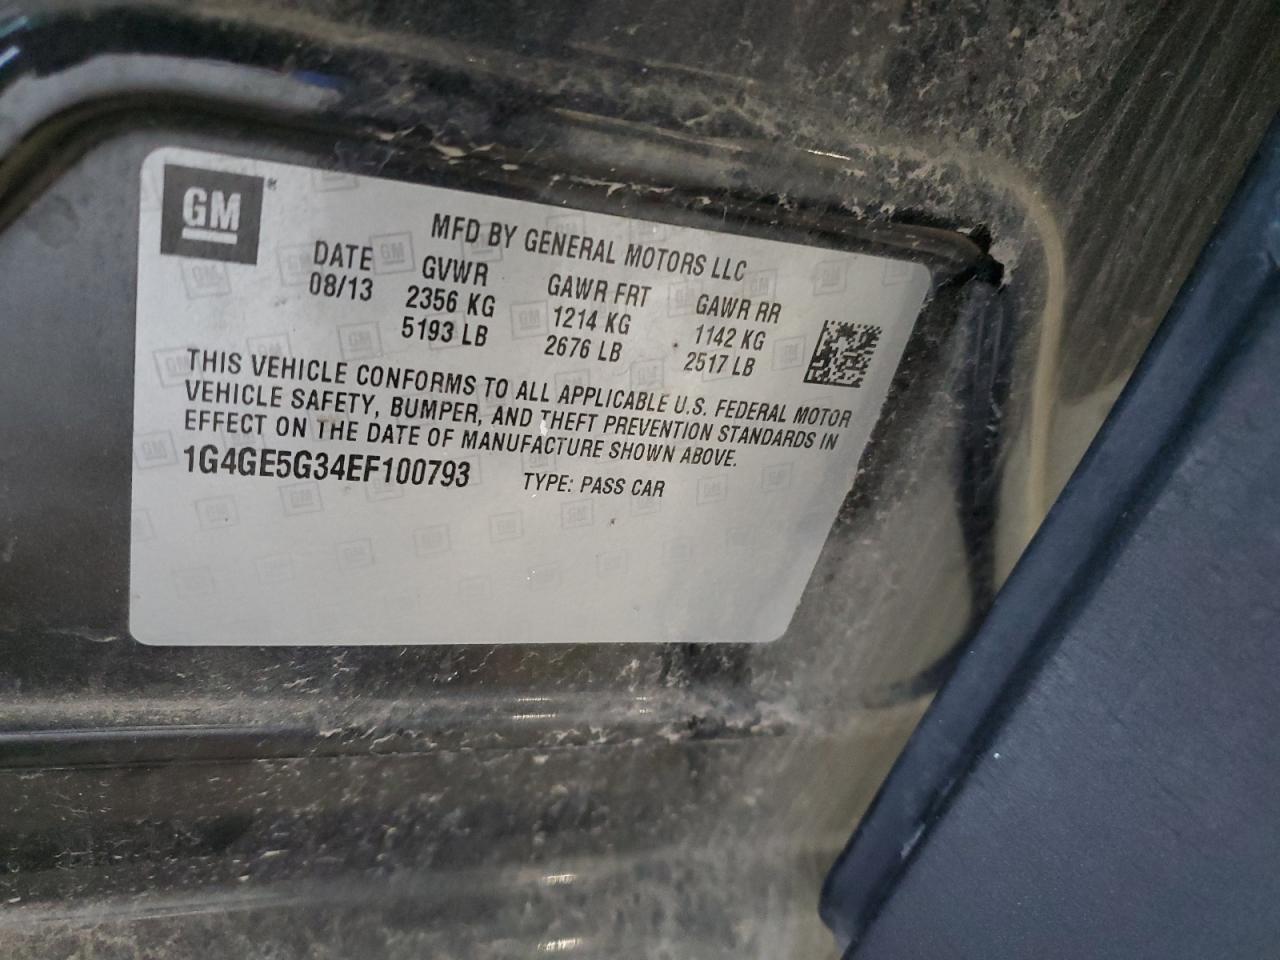 GM
MFD BY GENERAL MOTORS LLC
DATE GVWR GAWR FRT GAWR RR
08/13 2356 KG 1214 KG 1142 KG
5193 LB 2676 LB 2517 LB
THIS VEHICLE CONFORMS TO ALL APPLICABLE U.S. FEDERAL MOTOR
VEHICLE SAFETY, BUMPER, AND THEFT PREVENTION STANDARDS IN
EFFECT ON THE DATE OF MANUFACTURE SHOWN ABOVE.
1G4GE5G34EF100793 TYPE: PASS CAR